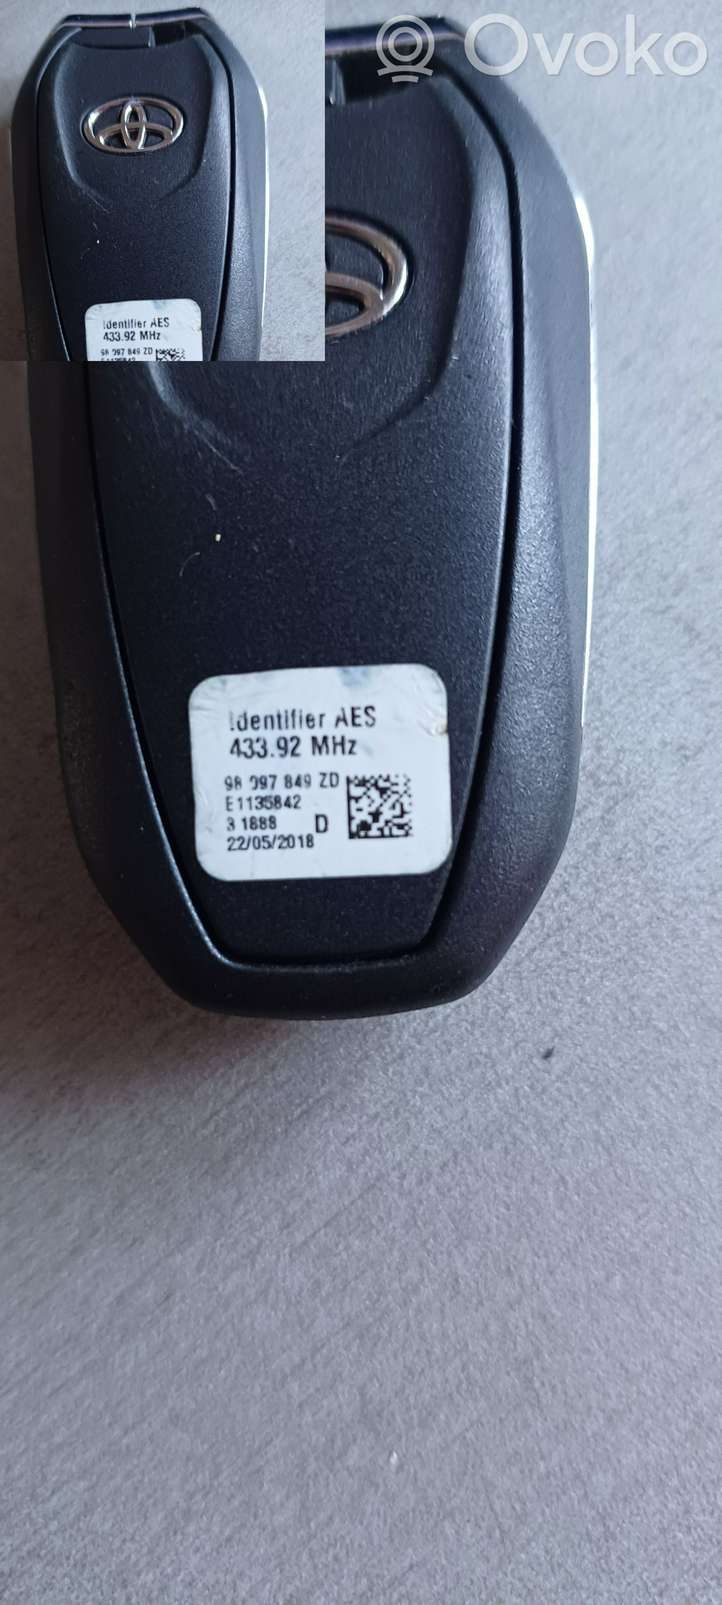 Ovoko
Identifier AES
433.92 MHz
98 097 849 ZD
E1135842
Identifier AES
433.92 MHz
98 097 849 ZD
E1135842
3 1888 D
22/05/2018